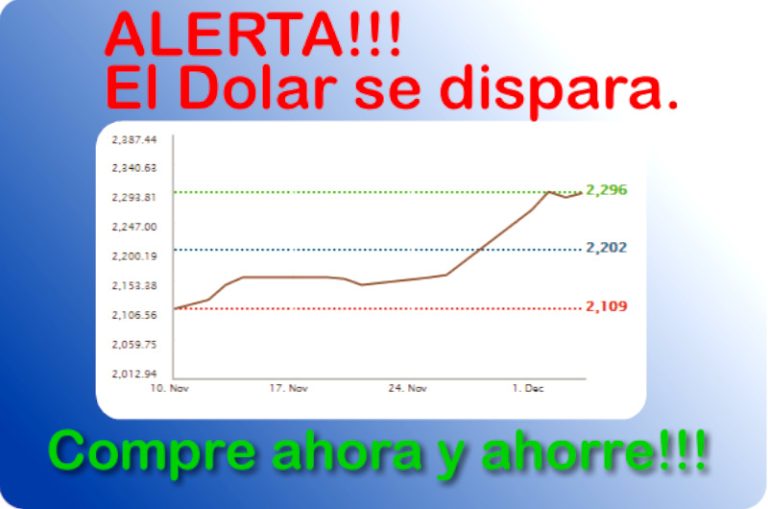 ALERTA!!!
El Dolar se dispara.
2,387.44
2,340.63
2,293.81
2,247.00
2,200.19
2,153.38
2,106.56
2,059.75
2,012.94
2,296
2,202
2,109
10. Nov
17. Nov
24. Nov
1. Dec
Compre ahora y ahorre!!!